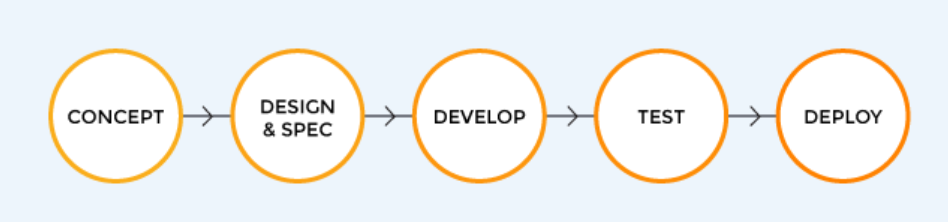 CONCEPT
DESIGN
& SPEC
DEVELOP
TEST
DEPLOY